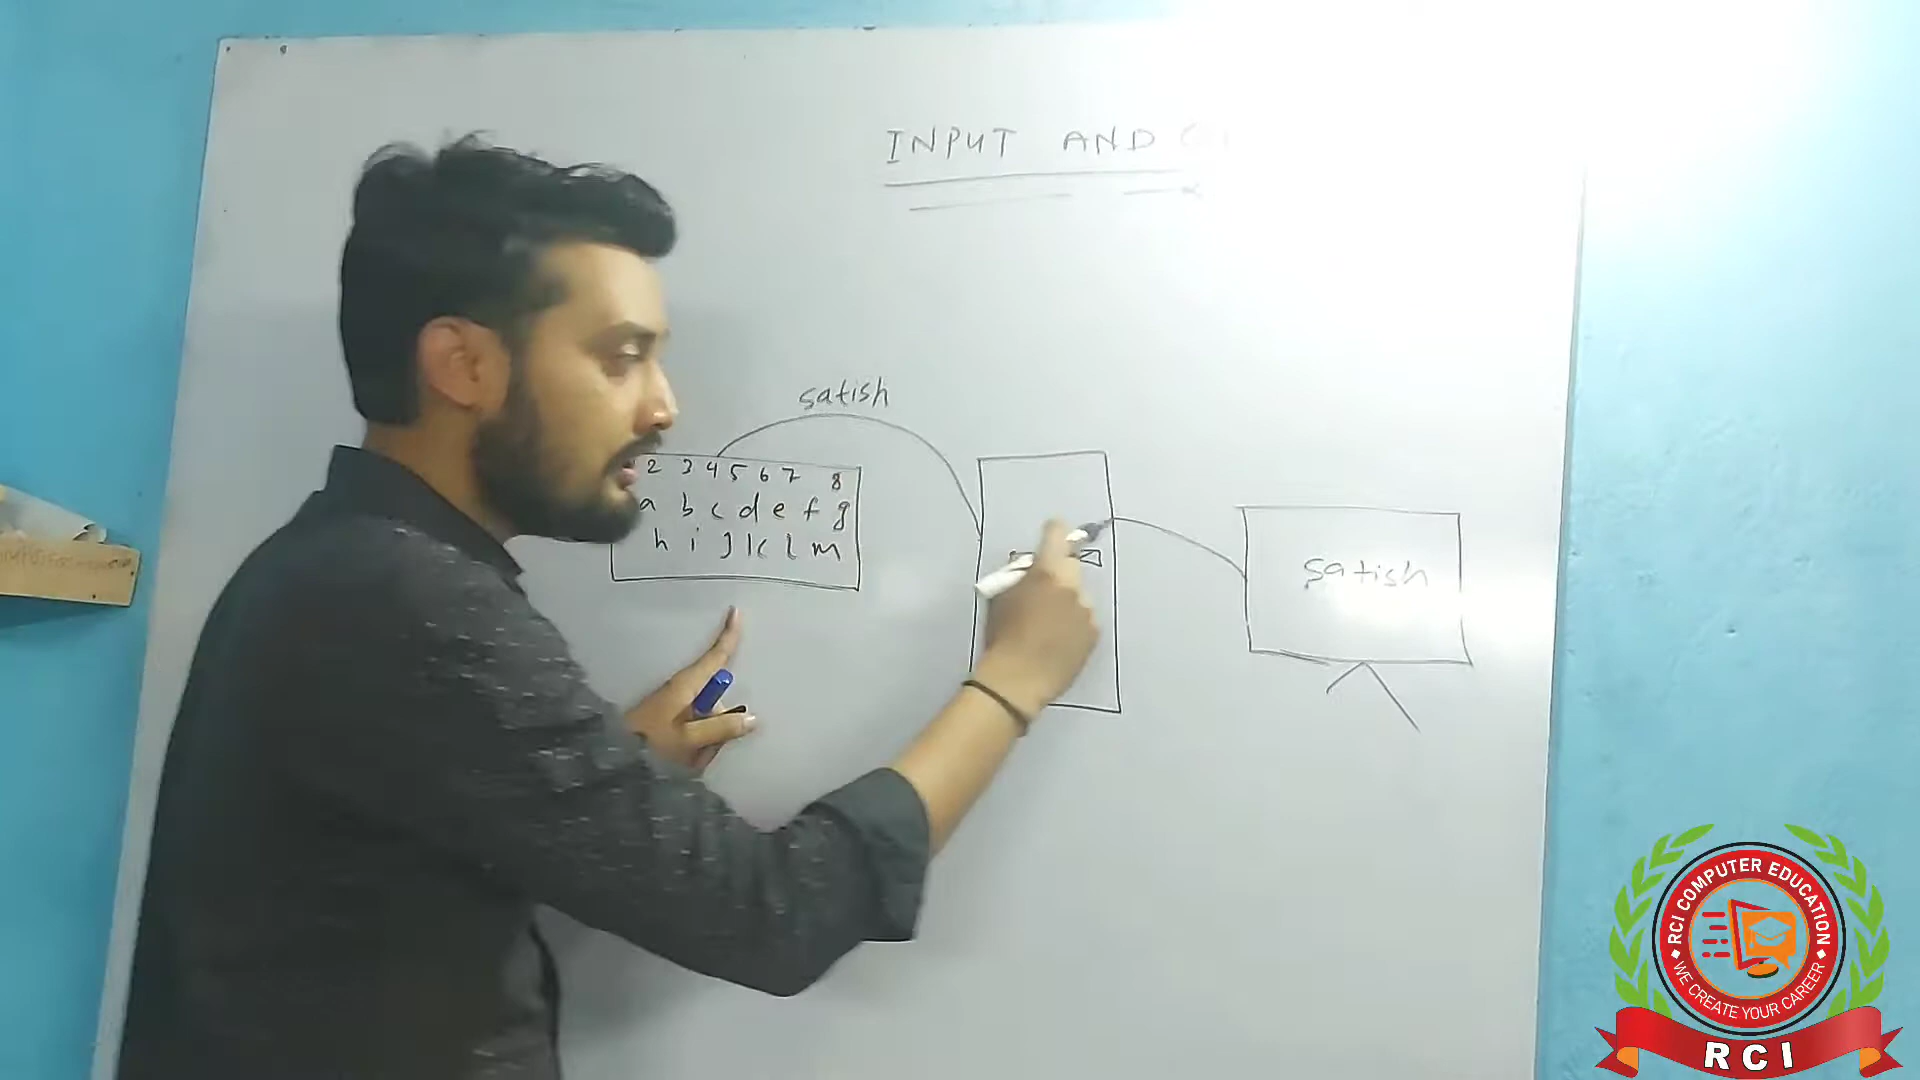 INPUT AND
satish
2 3 4 5 6 7 8
a b c d e f g
h i j k l m
satish
RCI COMPUTER EDUCATION
WE CREATE YOUR CAREER
RCI